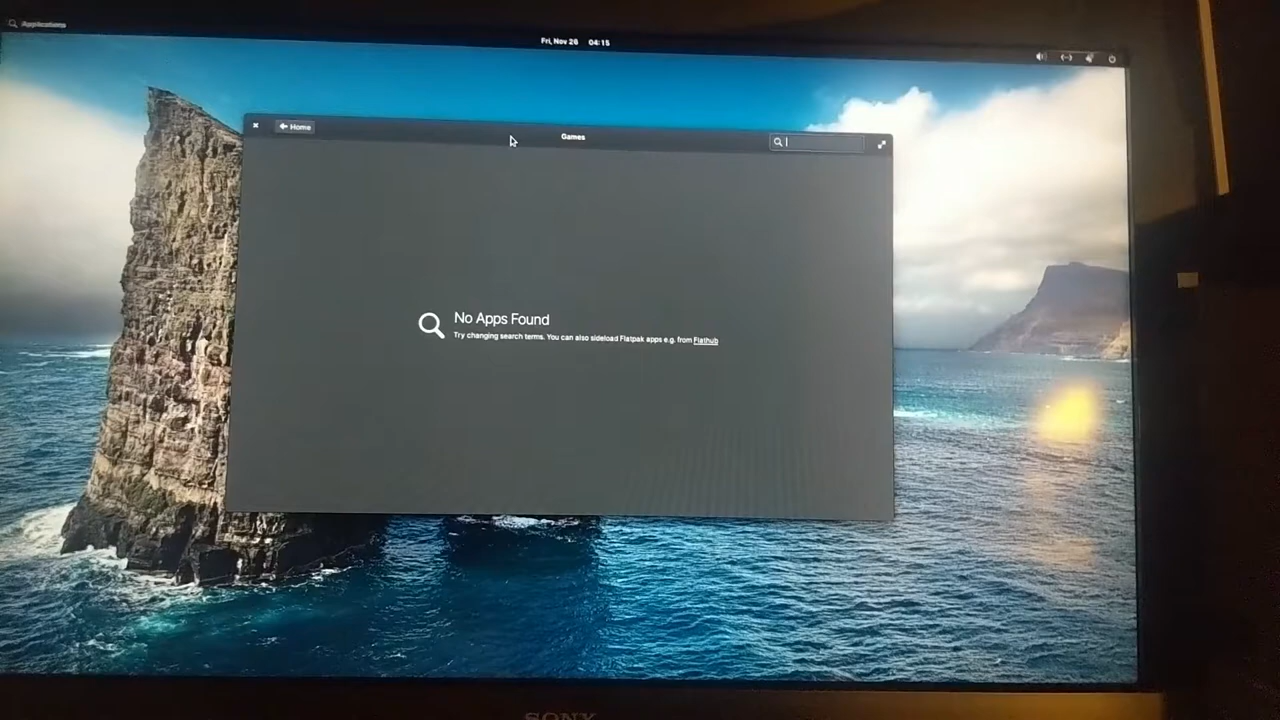 Applications
Fri, Nov 26 04:15
Home
Games
No Apps Found
Try changing search terms. You can also sideload Flatpak apps e.g. from Flathub
SONY